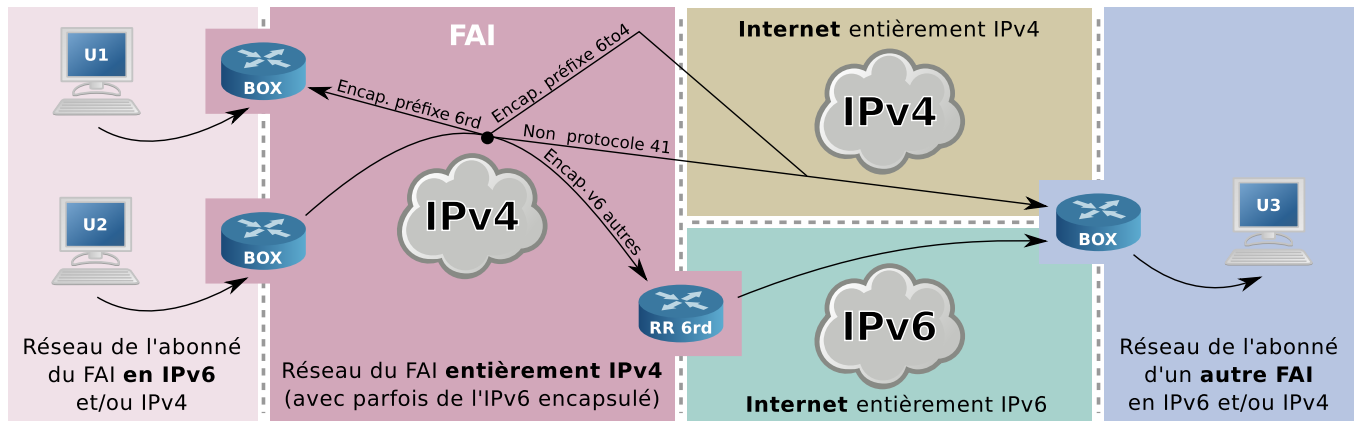 U1
BOX
U2
BOX
Réseau de l'abonné
du FAI en IPv6
et/ou IPv4
FAI
Encap. préfixe 6rd
Encap. préfixe 6to4
Non protocole 41
Encap.v6 autres
IPv4
RR 6rd
Réseau du FAI entièrement IPv4
(avec parfois de l'IPv6 encapsulé)
Internet entièrement IPv4
IPv4
IPv6
Internet entièrement IPv6
BOX
U3
Réseau de l'abonné
d'un autre FAI
en IPv6 et/ou IPv4